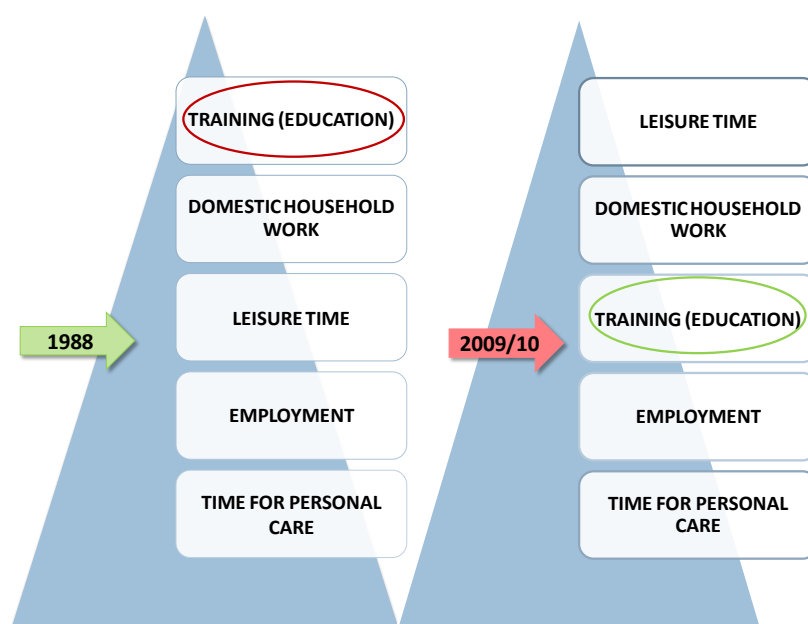 TRAINING (EDUCATION)
DOMESTIC HOUSEHOLD
WORK
LEISURE TIME
1988
EMPLOYMENT
TIME FOR PERSONAL
CARE
LEISURE TIME
DOMESTIC HOUSEHOLD
WORK
TRAINING (EDUCATION)
2009/10
EMPLOYMENT
TIME FOR PERSONAL
CARE